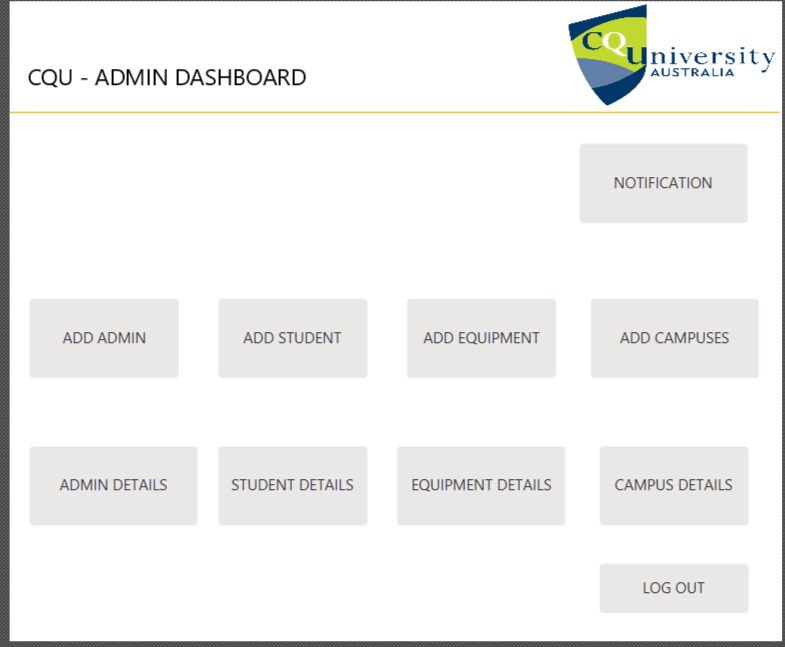 CQUniversity
AUSTRALIA
CQU - ADMIN DASHBOARD
NOTIFICATION
ADD ADMIN
ADD STUDENT
ADD EQUIPMENT
ADD CAMPUSES
ADMIN DETAILS
STUDENT DETAILS
EQUIPMENT DETAILS
CAMPUS DETAILS
LOG OUT